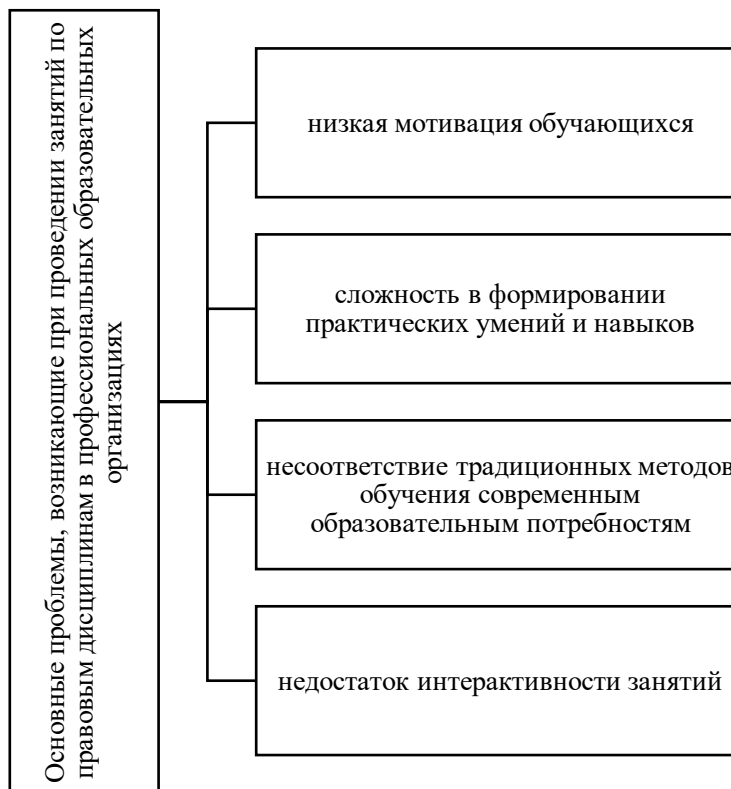 Основные проблемы, возникающие при проведении занятий по
правовым дисциплинам в профессиональных образовательных
организациях
низкая мотивация обучающихся
сложность в формировании
практических умений и навыков
несоответствие традиционных методов
обучения современным
образовательным потребностям
недостаток интерактивности занятий